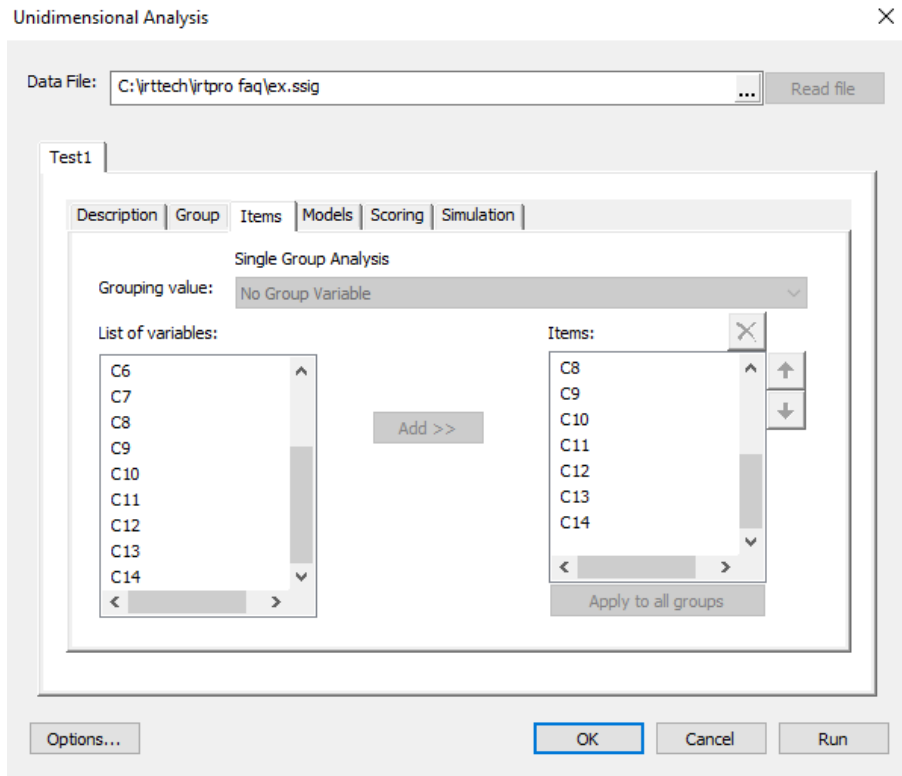 Unidimensional Analysis
Data File: C:\irttech\irtpro faq\ex.ssig ... Read file
Test1
Description Group Items Models Scoring Simulation
Single Group Analysis
Grouping value: No Group Variable
List of variables:
C6
C7
C8
C9
C10
C11
C12
C13
C14
Add >>
Items:
C8
C9
C10
C11
C12
C13
C14
Apply to all groups
Options... OK Cancel Run